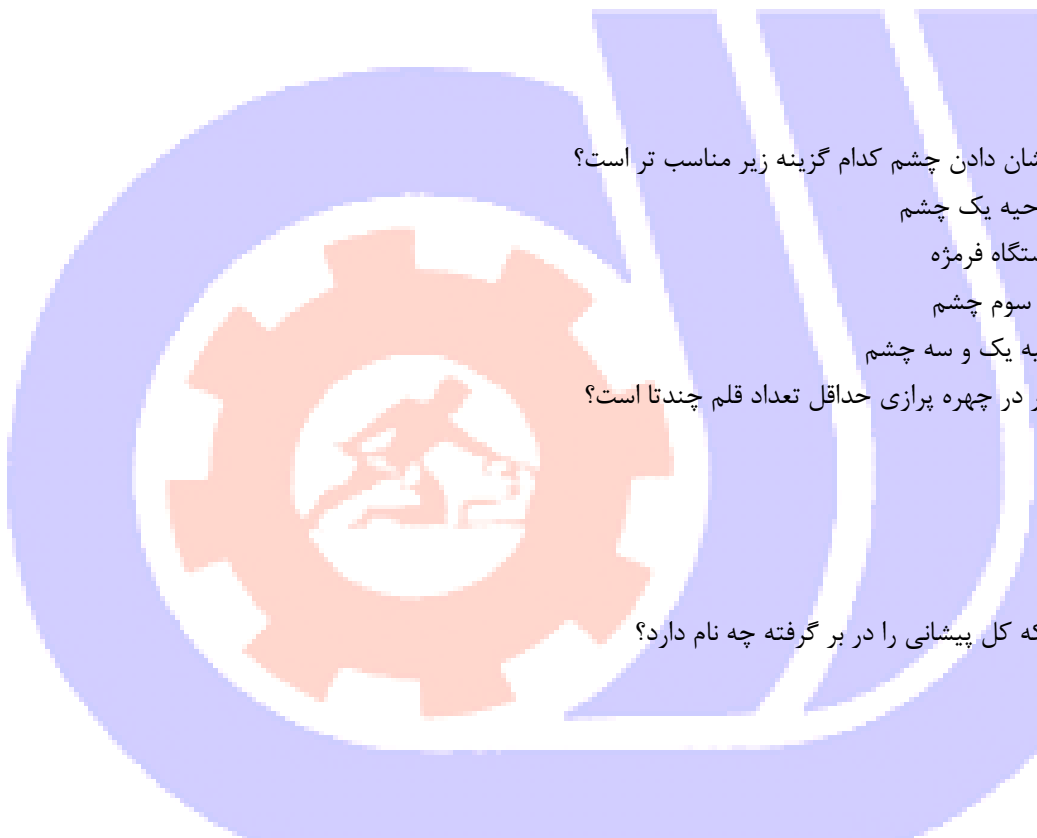 شان دادن چشم کدام گزینه زیر مناسب تر است؟
حیه یک چشم
ستگاه فرمژه
سوم چشم
یه یک و سه چشم
ر در چهره پرازی حداقل تعداد قلم چندتا است؟
که کل پیشانی را در بر گرفته چه نام دارد؟